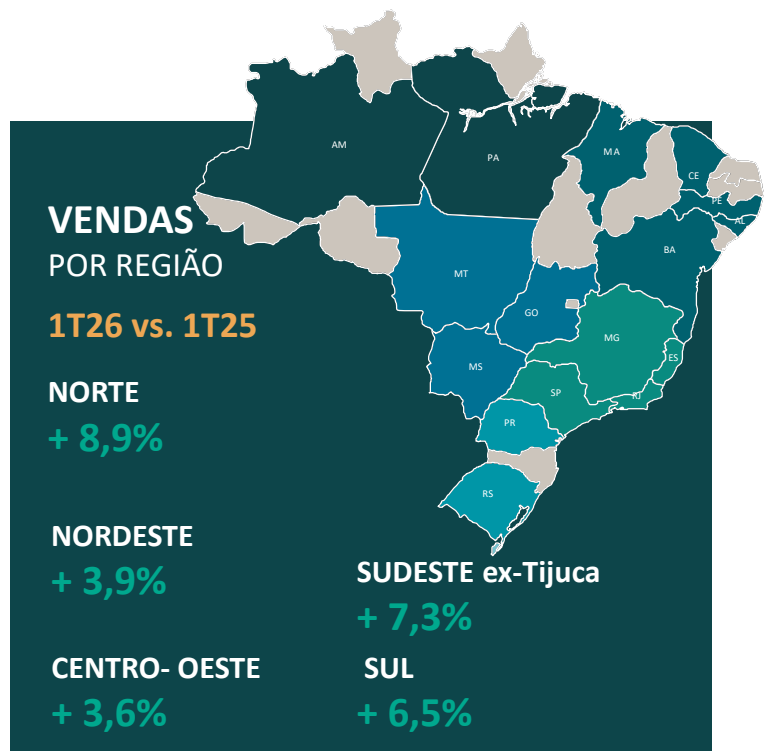 AM
PA
MA
CE
PE
AL
BA
MT
GO
MG
ES
MS
SP
RJ
PR
RS
VENDAS
POR REGIÃO
1T26 vs. 1T25
NORTE
+ 8,9%
NORDESTE
+ 3,9%
SUDESTE ex-Tijuca
+ 7,3%
CENTRO- OESTE
+ 3,6%
SUL
+ 6,5%